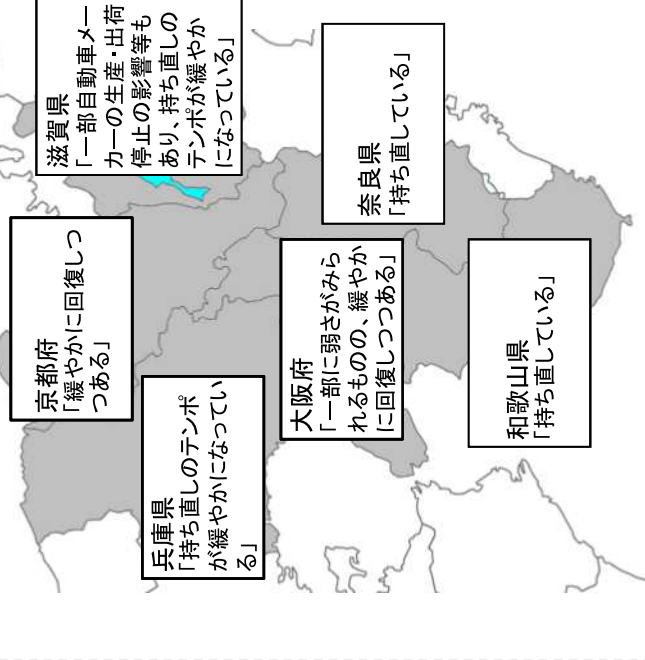 京都府
「緩やかに回復しつ
つある」
滋賀県
「一部自動車メー
カーの生産・出荷
停止の影響等も
あり、持ち直しの
テンポが緩やか
になっている」
兵庫県
「持ち直しのテンポ
が緩やかになってい
る」
大阪府
「一部に弱さがみら
れるものの、緩やか
に回復しつつある」
奈良県
「持ち直している」
和歌山県
「持ち直している」